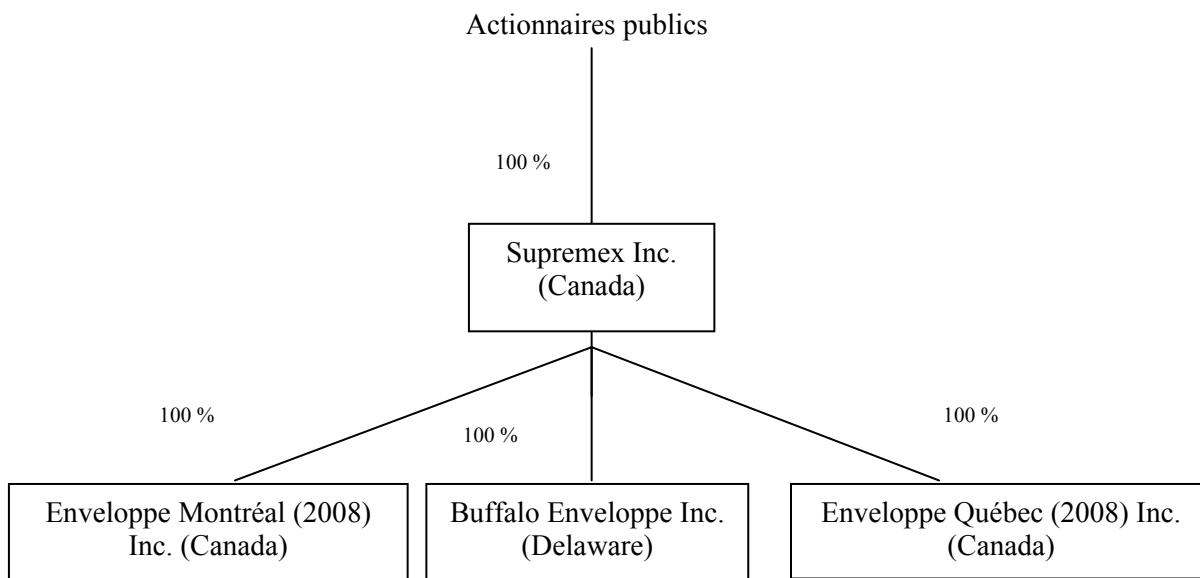 Actionnaires publics
100 %
Supremex Inc.
(Canada)
100 %
100 %
100 %
Enveloppe Montréal (2008)
Inc. (Canada)
Buffalo Enveloppe Inc.
(Delaware)
Enveloppe Québec (2008) Inc.
(Canada)